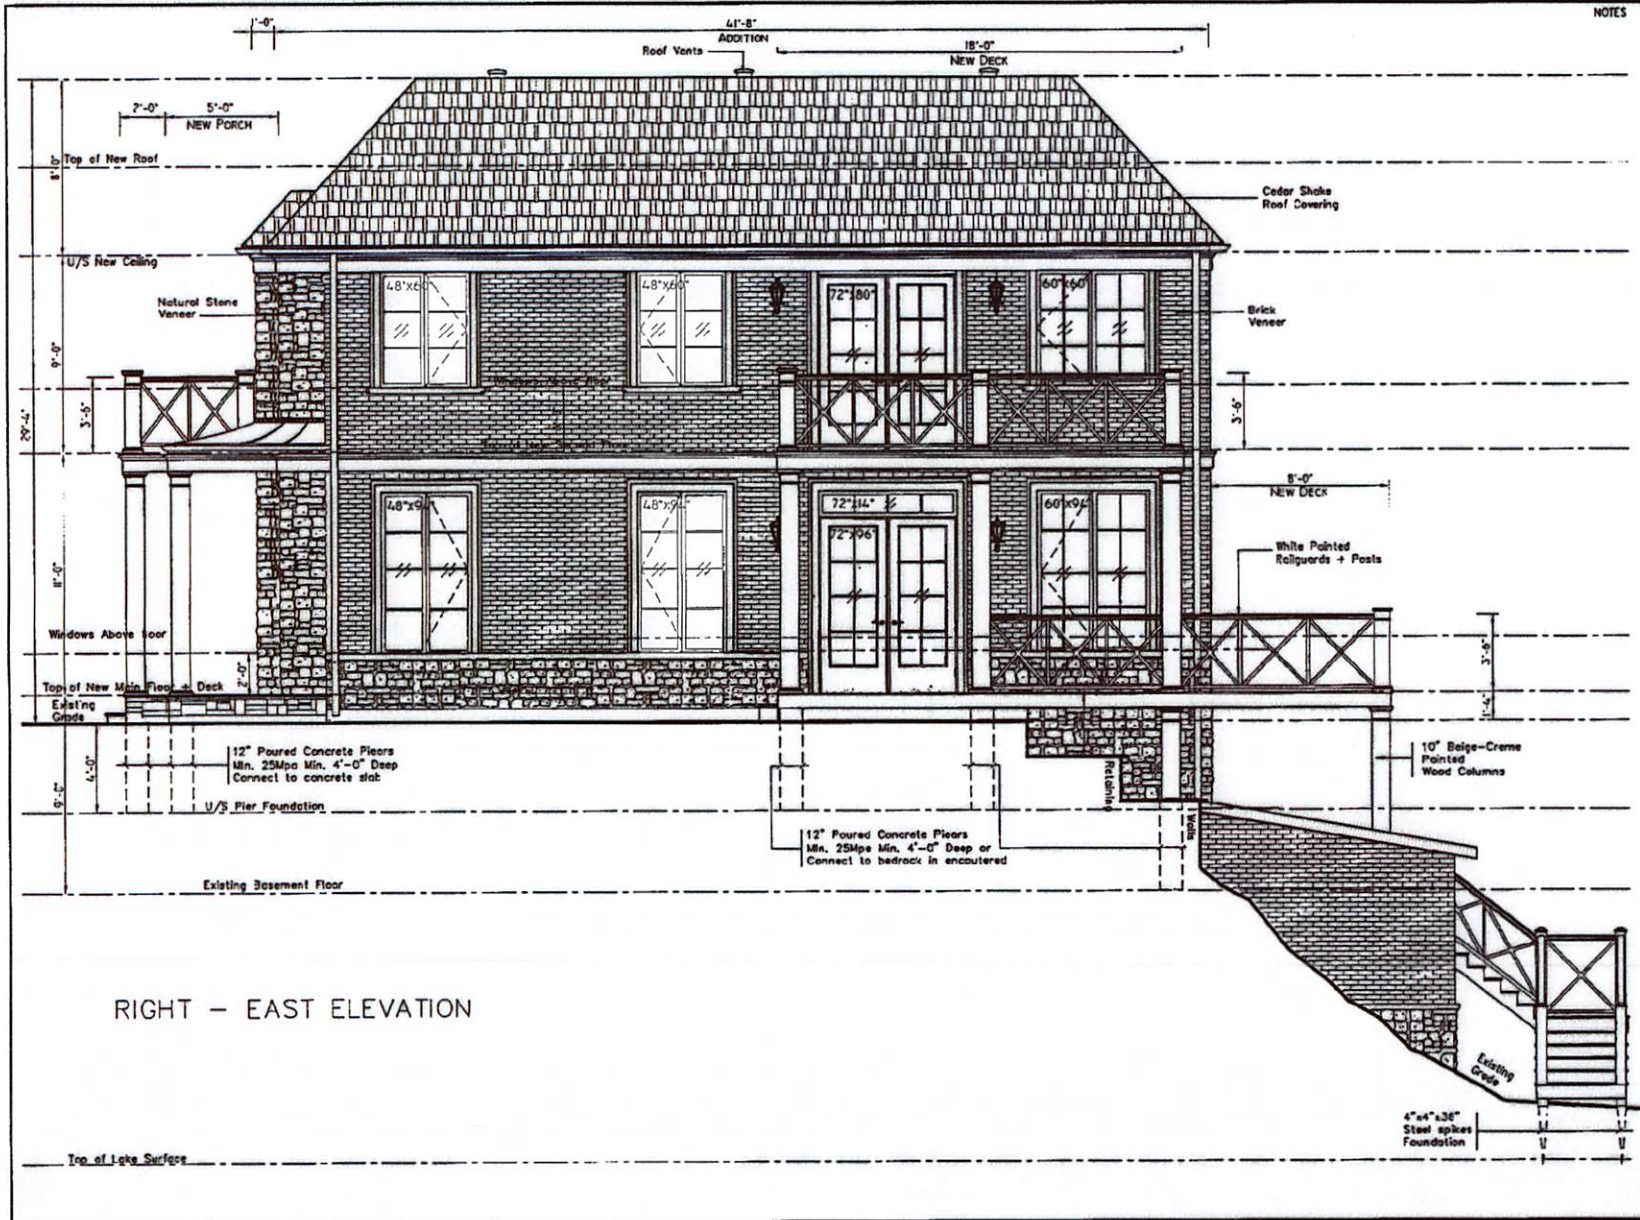 NOTES
1'-0"
41'-8"
ADDITION
Roof Vents
18'-0"
NEW DECK
2'-0"
5'-0"
NEW PORCH
Top of New Roof
8'-0"
Cedar Shake
Roof Covering
U/S New Ceiling
Natural Stone
Veneer
48"x60"
48"x60"
72"x80"
60"x60"
Brick
Veneer
9'-0"
29'-4"
3'-6"
3'-6"
8'-0"
NEW DECK
48"x94"
48"x94"
72"x14"
60"x94"
72"x96"
White Painted
Railguards + Posts
11'-0"
Windows Above
2'-0"
3'-6"
Top of New Main Floor + Deck
Existing
Grade
1'-4"
12" Poured Concrete Pieers
Min. 25Mpa Min. 4'-0" Deep
Connect to concrete slab
4'-0"
9'-0"
U/S Pier Foundation
Retaining
Walls
10" Beige-Creme
Painted
Wood Columns
12" Poured Concrete Pieers
Min. 25Mpa Min. 4'-0" Deep or
Connect to bedrock in encoutered
Existing Basement Floor
RIGHT - EAST ELEVATION
Existing
Grade
4"x4"x36"
Steel spikes
Foundation
Top of Lake Surface